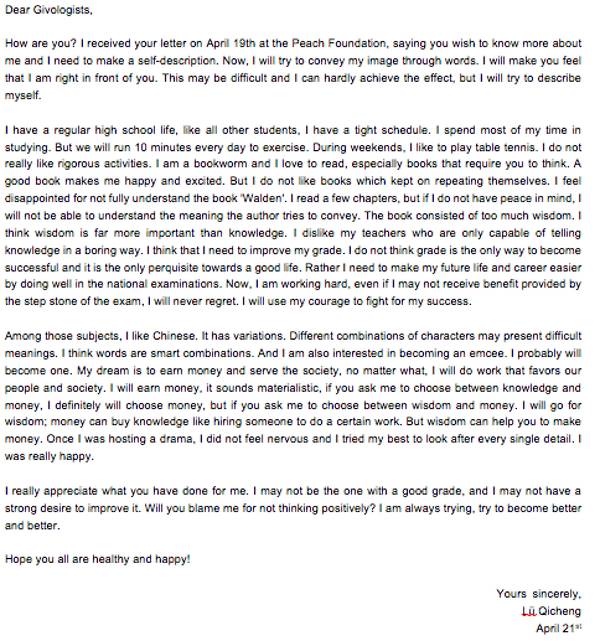 Dear Givologists,
How are you? I received your letter on April 19th at the Peach Foundation, saying you wish to know more about
me and I need to make a self-description. Now, I will try to convey my image through words. I will make you feel
that I am right in front of you. This may be difficult and I can hardly achieve the effect, but I will try to describe
myself.
I have a regular high school life, like all other students, I have a tight schedule. I spend most of my time in
studying. But we will run 10 minutes every day to exercise. During weekends, I like to play table tennis. I do not
really like rigorous activities. I am a bookworm and I love to read, especially books that require you to think. A
good book makes me happy and excited. But I do not like books which kept on repeating themselves. I feel
disappointed for not fully understand the book 'Walden'. I read a few chapters, but if I do not have peace in mind, I
will not be able to understand the meaning the author tries to convey. The book consisted of too much wisdom. I
think wisdom is far more important than knowledge. I dislike my teachers who are only capable of telling
knowledge in a boring way. I think that I need to improve my grade. I do not think grade is the only way to become
successful and it is the only perquisite towards a good life. Rather I need to make my future life and career easier
by doing well in the national examinations. Now, I am working hard, even if I may not receive benefit provided by
the step stone of the exam, I will never regret. I will use my courage to fight for my success.
Among those subjects, I like Chinese. It has variations. Different combinations of characters may present difficult
meanings. I think words are smart combinations. And I am also interested in becoming an emcee. I probably will
become one. My dream is to earn money and serve the society, no matter what, I will do work that favors our
people and society. I will earn money, it sounds materialistic, if you ask me to choose between knowledge and
money, I definitely will choose money, but if you ask me to choose between wisdom and money. I will go for
wisdom; money can buy knowledge like hiring someone to do a certain work. But wisdom can help you to make
money. Once I was hosting a drama, I did not feel nervous and I tried my best to look after every single detail. I
was really happy.
I really appreciate what you have done for me. I may not be the one with a good grade, and I may not have a
strong desire to improve it. Will you blame me for not thinking positively? I am always trying, try to become better
and better.
Hope you all are healthy and happy!
Yours sincerely,
Lü Qicheng
April 21st